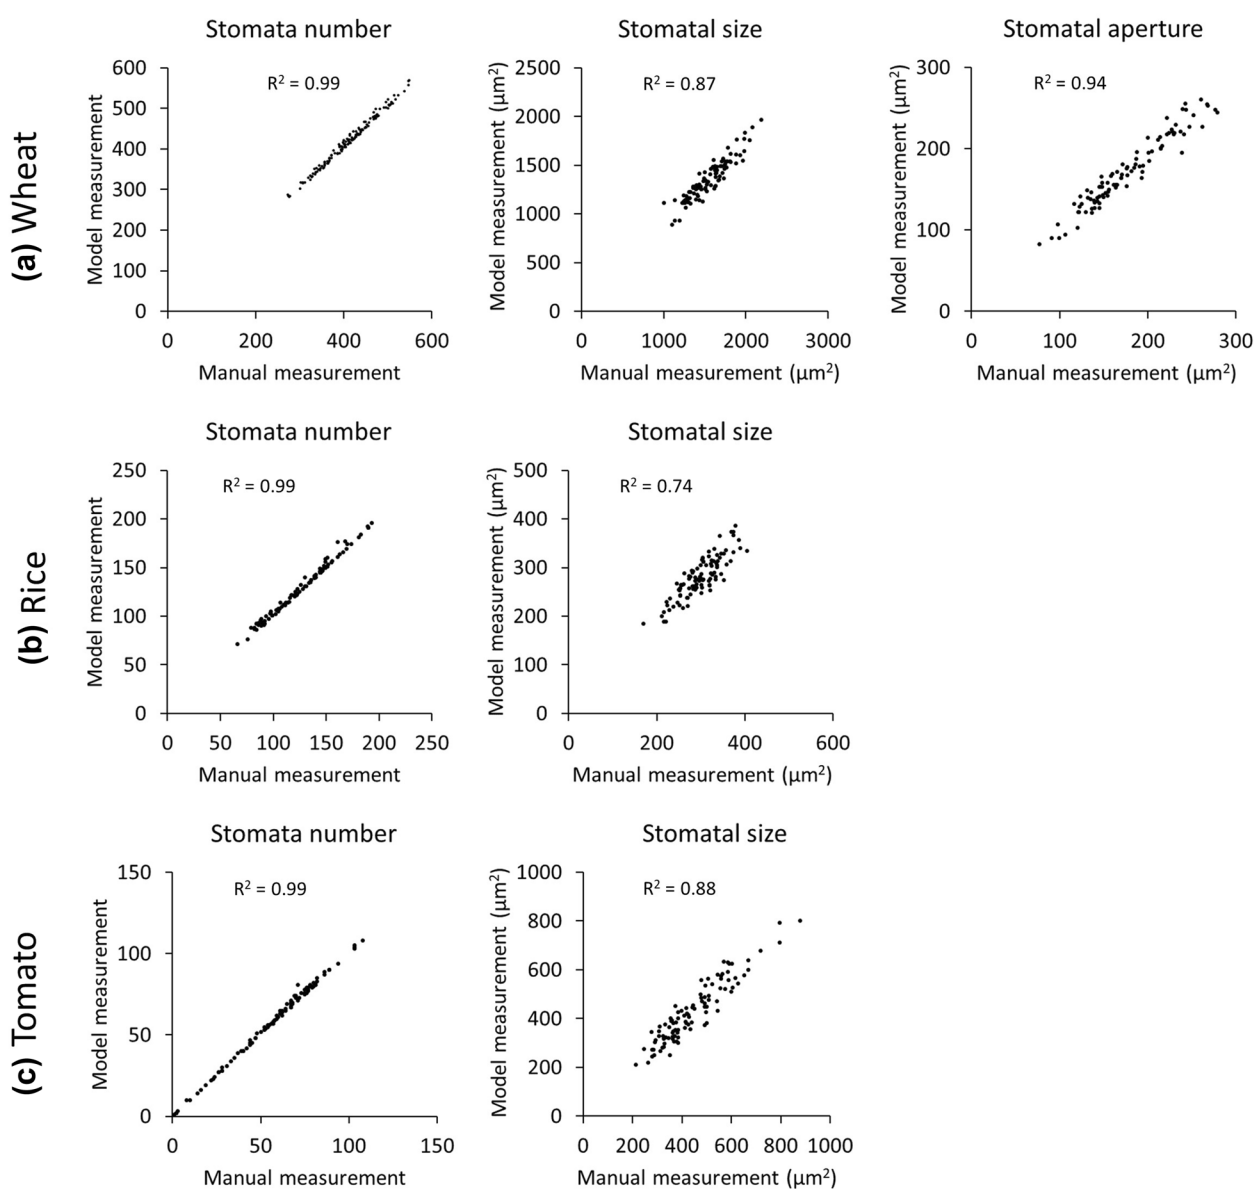 Stomata number
Stomatal size
Stomatal aperture
(a) Wheat
Model measurement
600
500
400
300
200
100
0
R² = 0.99
0 200 400 600
Manual measurement
Model measurement (µm²)
2500
2000
1500
1000
500
0
R² = 0.87
0 1000 2000 3000
Manual measurement (µm²)
Model measurement (µm²)
300
200
100
0
R² = 0.94
0 100 200 300
Manual measurement (µm²)
Stomata number
Stomatal size
(b) Rice
Model measurement
250
200
150
100
50
0
R² = 0.99
0 50 100 150 200 250
Manual measurement
Model measurement (µm²)
500
400
300
200
100
0
R² = 0.74
0 200 400 600
Manual measurement (µm²)
Stomata number
Stomatal size
(c) Tomato
Model measurement
150
100
50
0
R² = 0.99
0 50 100 150
Manual measurement
Model measurement (µm²)
1000
800
600
400
200
0
R² = 0.88
0 200 400 600 800 1000
Manual measurement (µm²)